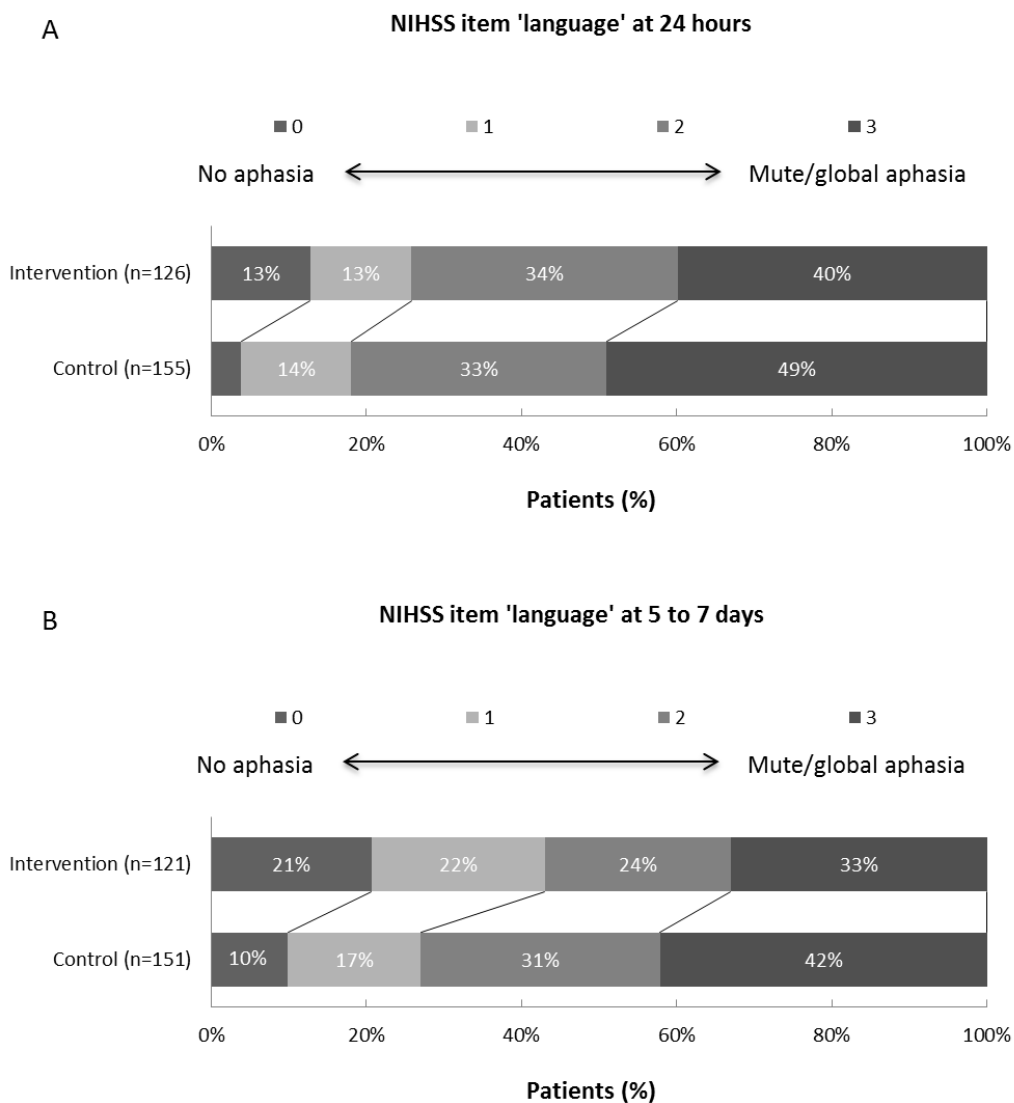 A
NIHSS item 'language' at 24 hours
0 1 2 3
No aphasia Mute/global aphasia
Intervention (n=126) 13% 13% 34% 40%
Control (n=155) 14% 33% 49%
0% 20% 40% 60% 80% 100%
Patients (%)
B
NIHSS item 'language' at 5 to 7 days
0 1 2 3
No aphasia Mute/global aphasia
Intervention (n=121) 21% 22% 24% 33%
Control (n=151) 10% 17% 31% 42%
0% 20% 40% 60% 80% 100%
Patients (%)